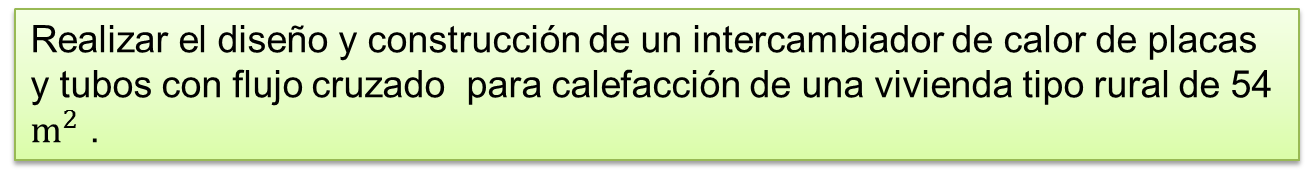 Realizar el diseño y construcción de un intercambiador de calor de placas
y tubos con flujo cruzado  para calefacción de una vivienda tipo rural de 54
m² .